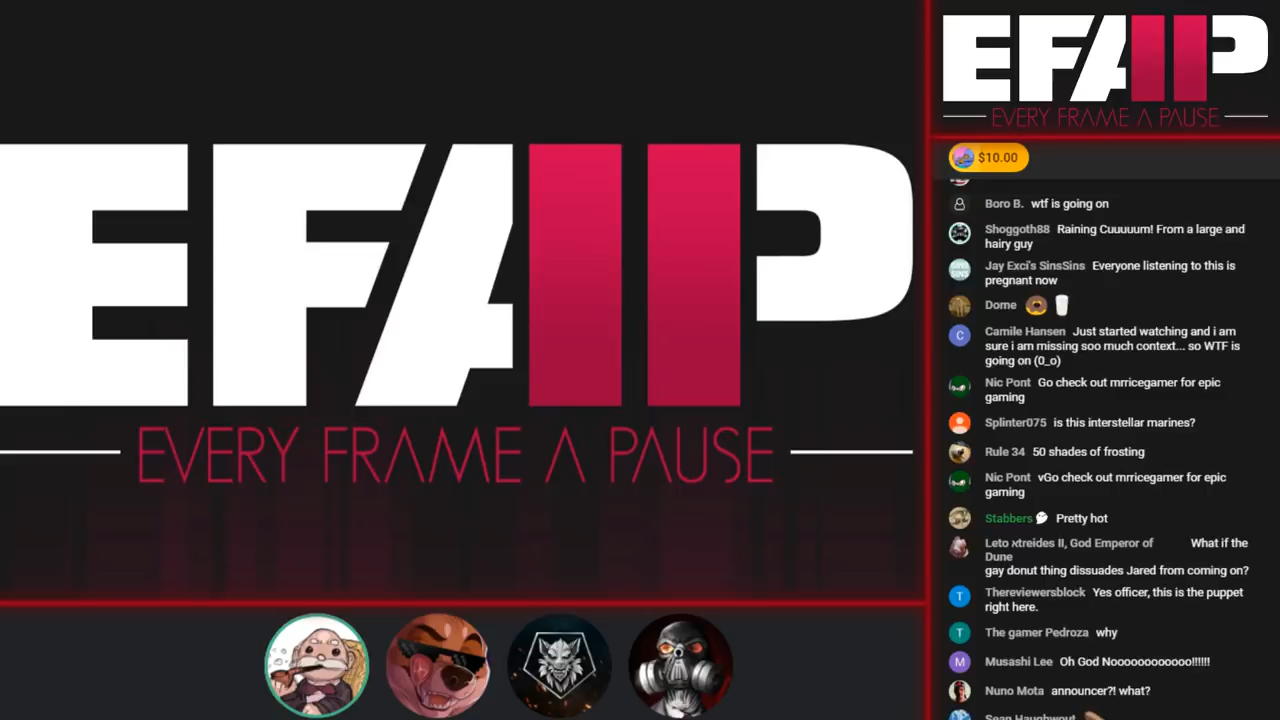 EFAP
EVERY FRAME A PAUSE
EFAP
EVERY FRAME A PAUSE
$10.00
Boro B. wtf is going on
Shoggoth88 Raining Cuuuum! From a large and
hairy guy
Jay Exci's SinsSins Everyone listening to this is
pregnant now
Dome
C
Camile Hansen Just started watching and i am
sure i am missing soo much context... so WTF is
going on (0_o)
Nic Pont Go check out mrricegamer for epic
gaming
Splinter075 is this interstellar marines?
Rule 34 50 shades of frosting
Nic Pont vGo check out mrricegamer for epic
gaming
Stabbers Pretty hot
Leto אtreides II, God Emperor of What if the
Dune
gay donut thing dissuades Jared from coming on?
T
Thereviewersblock Yes officer, this is the puppet
right here.
T
The gamer Pedroza why
M
Musashi Lee Oh God Nooooooooooo!!!!!!
Nuno Mota announcer?! what?
Sean Haughwout